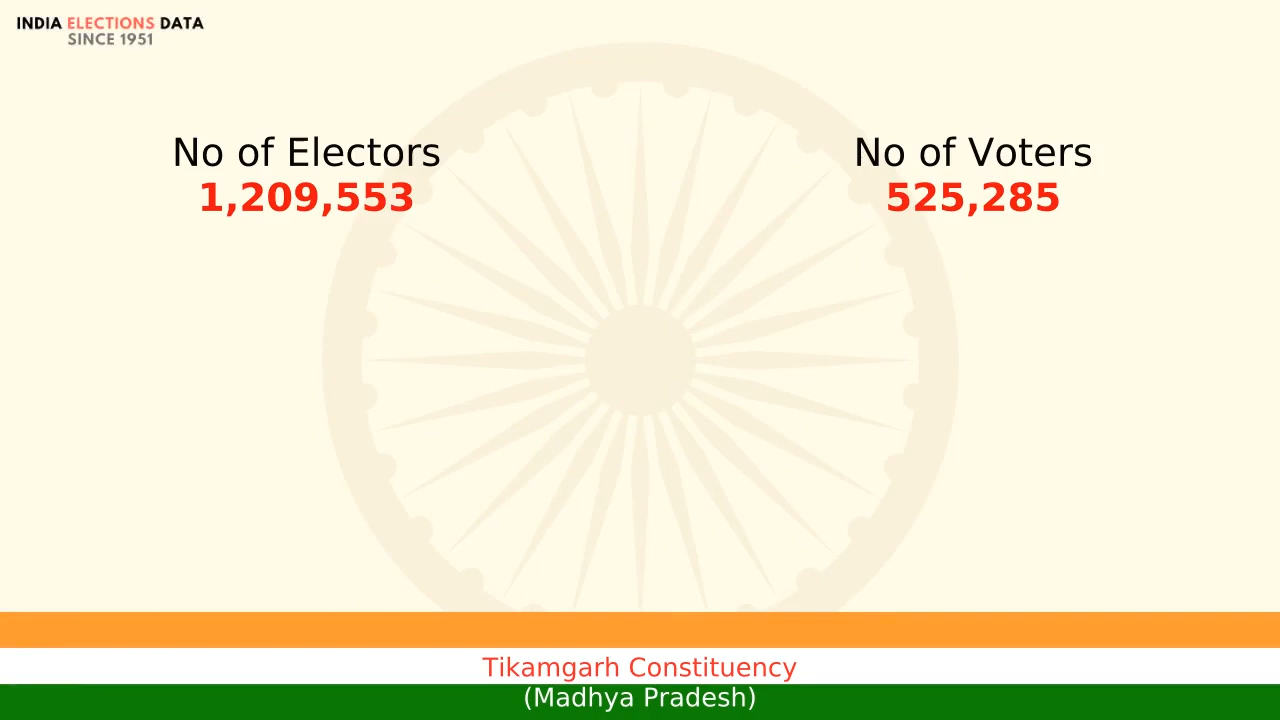 INDIA ELECTIONS DATA
SINCE 1951
No of Electors
1,209,553
No of Voters
525,285
Tikamgarh Constituency
(Madhya Pradesh)